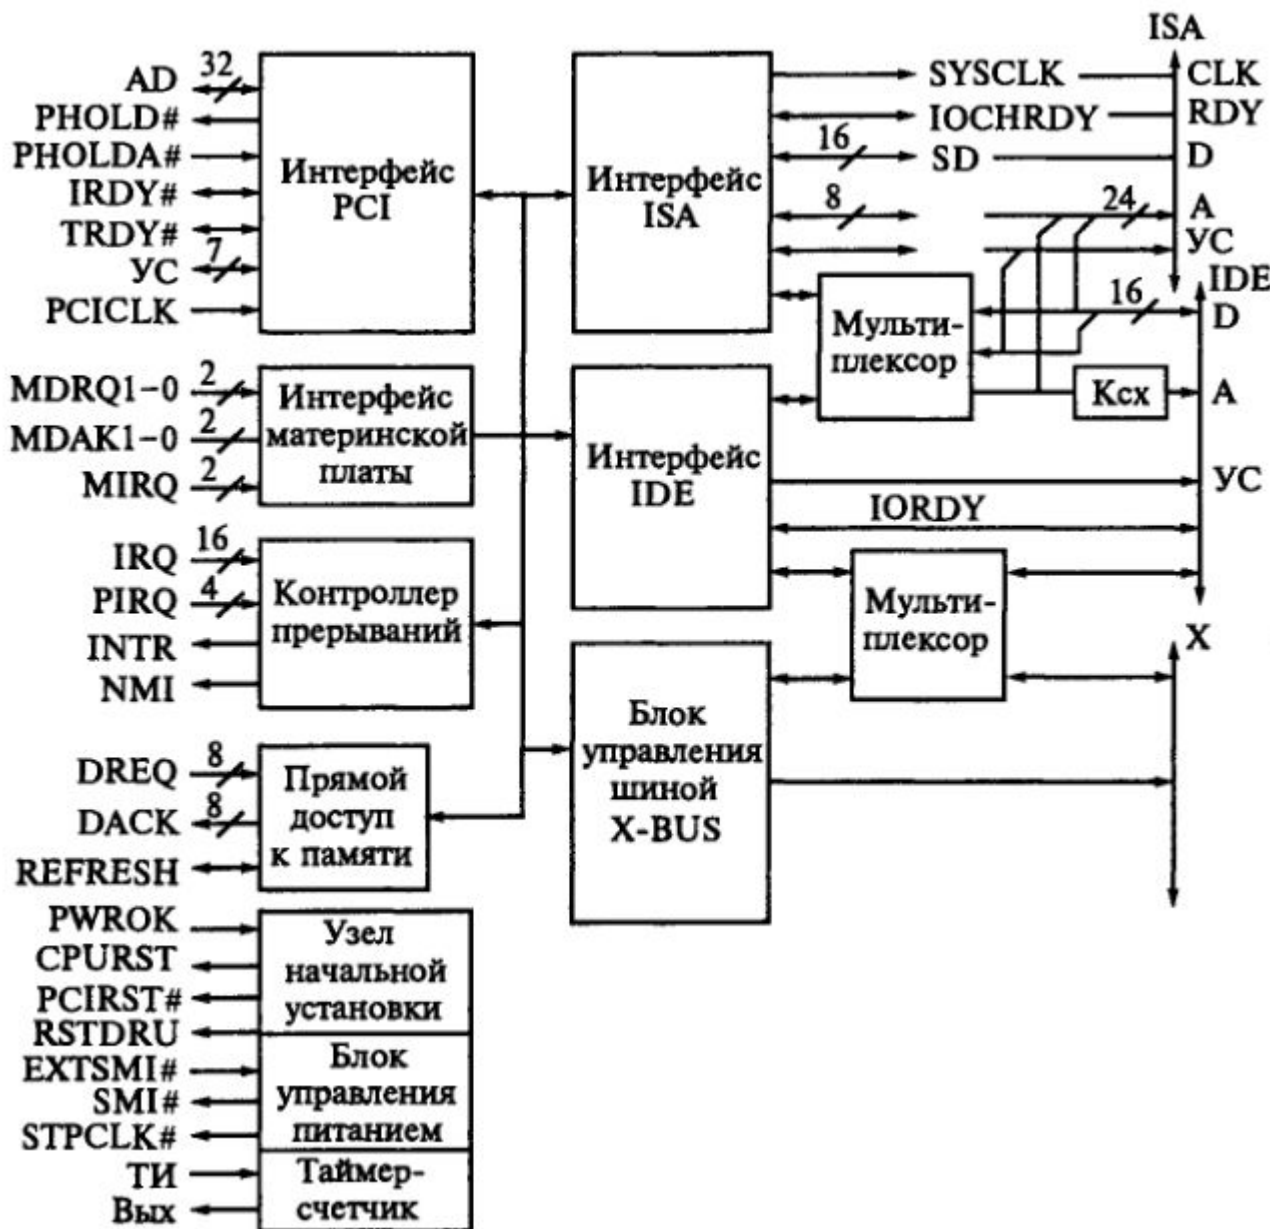 AD 32
PHOLD#
PHOLDA#
IRDY#
TRDY#
УС 7
PCICLK
Интерфейс
PCI
MDRQ1-0 2
MDAK1-0 2
MIRQ 2
Интерфейс
материнской
платы
IRQ 16
PIRQ 4
INTR
NMI
Контроллер
прерываний
DREQ 8
DACK 8
REFRESH
Прямой
доступ
к памяти
PWROK
CPURST
PCIRST#
RSTDRU
Узел
начальной
установки
EXTSMI#
SMI#
STPCLK#
Блок
управления
питанием
ТИ
Вых
Таймер-
счетчик
Интерфейс
ISA
Интерфейс
IDE
Блок
управления
шиной
X-BUS
ISA
SYSCLK CLK
IOCHRDY RDY
16 SD D
8 24 A
УС
IDE
Мульти-
плексор
16 D
Ксх A
УС
IORDY
Мульти-
плексор
X